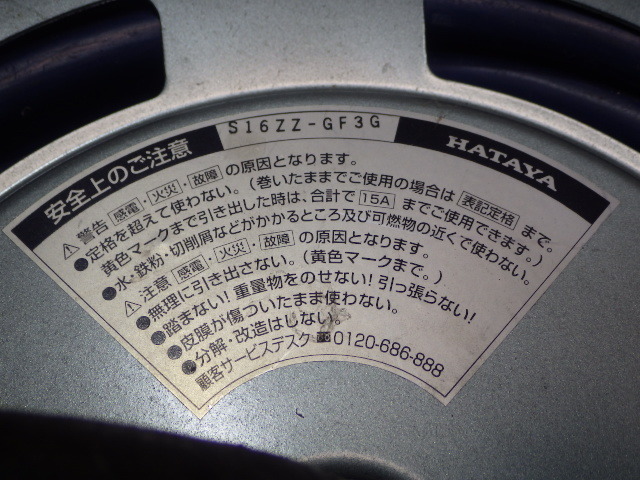 安全上のご注意
S16ZZ-GF3G
HATAYA
⚠警告 感電・火災・故障 の原因となります。
●定格を超えて使わない。(巻いたままでご使用の場合は 表記定格 まで。
黄色マークまで引き出した時は、合計で 15A までご使用できます。)
●水・鉄粉・切削屑などがかかるところ及び可燃物の近くで使わない。
⚠注意 感電・火災・故障 の原因となります。
●無理に引き出さない。(黄色マークまで。)
●踏まない!重量物をのせない!引っ張らない!
●皮膜が傷ついたまま使わない。
●分解・改造はしない。
顧客サービスデスク☎0120-686-888